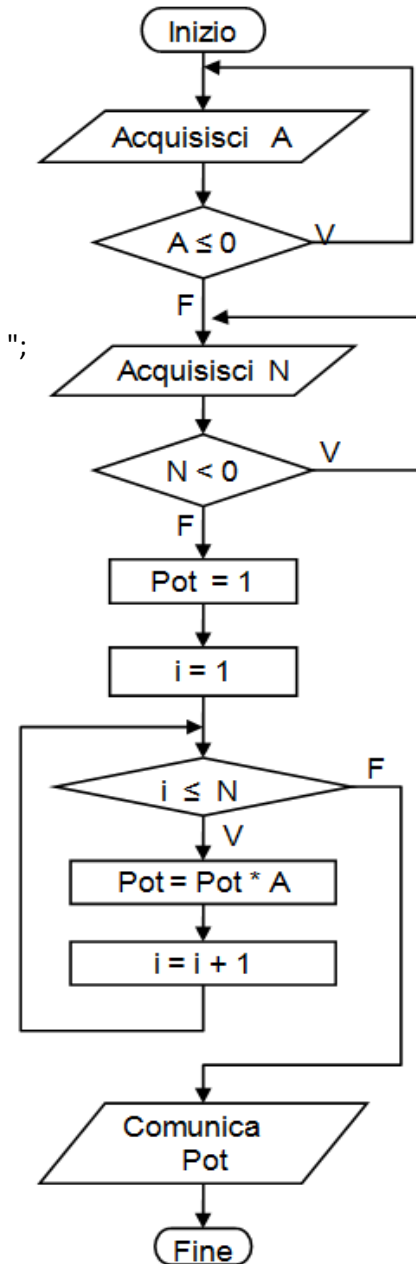 Inizio
Acquisisci A
A ≤ 0
V
F
";
Acquisisci N
N < 0
V
F
Pot = 1
i = 1
i ≤ N
F
V
Pot = Pot * A
i = i + 1
Comunica
Pot
Fine